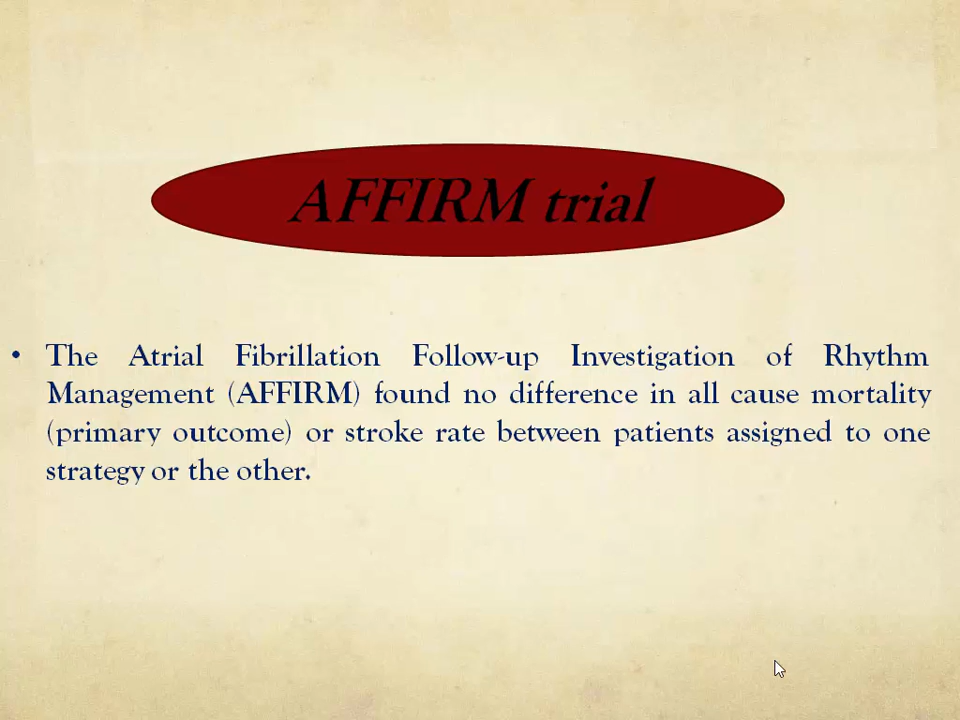 AFFIRM trial
• The Atrial Fibrillation Follow-up Investigation of Rhythm
Management (AFFIRM) found no difference in all cause mortality
(primary outcome) or stroke rate between patients assigned to one
strategy or the other.